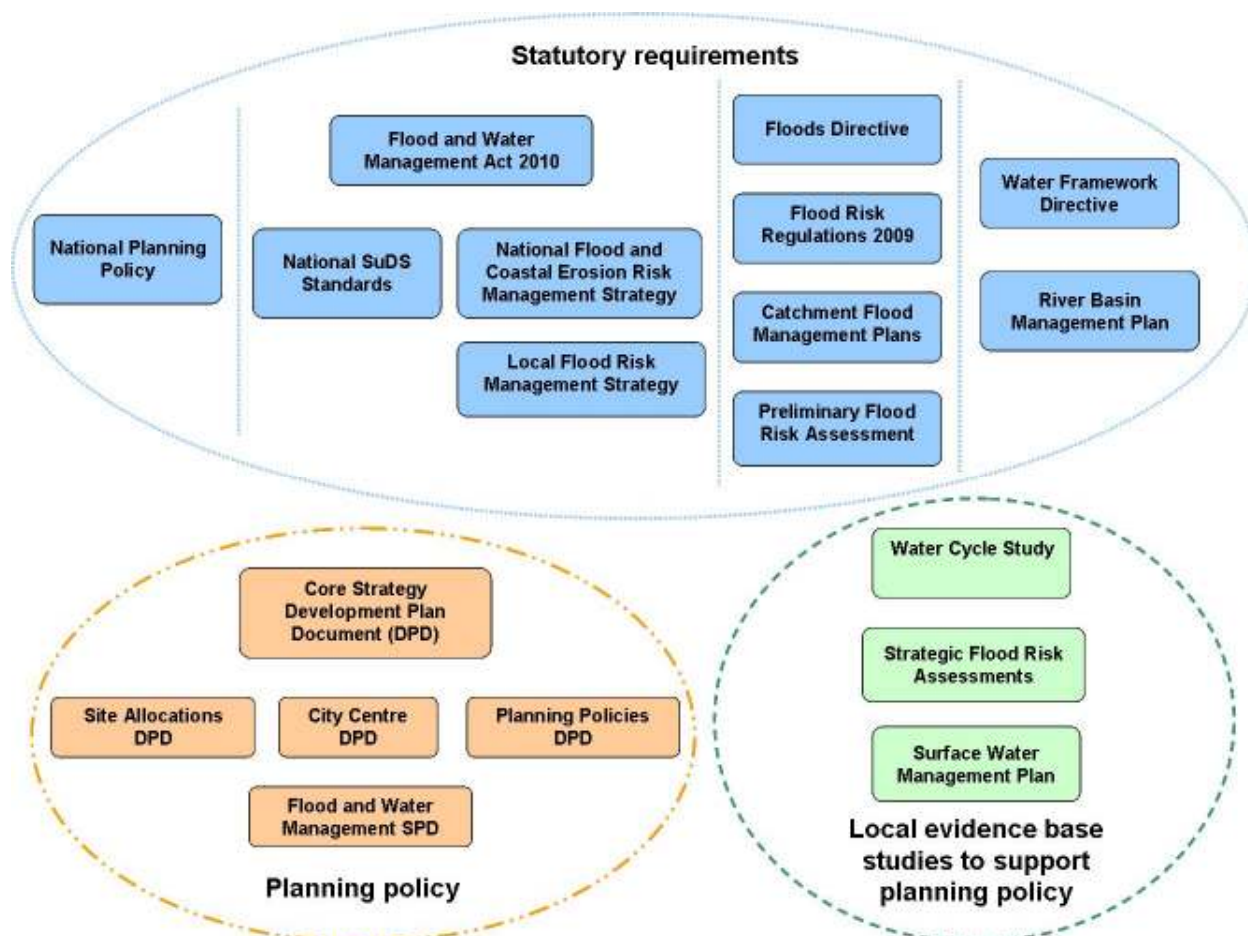 Statutory requirements
National Planning
Policy
Flood and Water
Management Act 2010
National SuDS
Standards
National Flood and
Coastal Erosion Risk
Management Strategy
Local Flood Risk
Management Strategy
Floods Directive
Flood Risk
Regulations 2009
Catchment Flood
Management Plans
Preliminary Flood
Risk Assessment
Water Framework
Directive
River Basin
Management Plan
Core Strategy
Development Plan
Document (DPD)
Site Allocations
DPD
City Centre
DPD
Planning Policies
DPD
Flood and Water
Management SPD
Planning policy
Water Cycle Study
Strategic Flood Risk
Assessments
Surface Water
Management Plan
Local evidence base
studies to support
planning policy